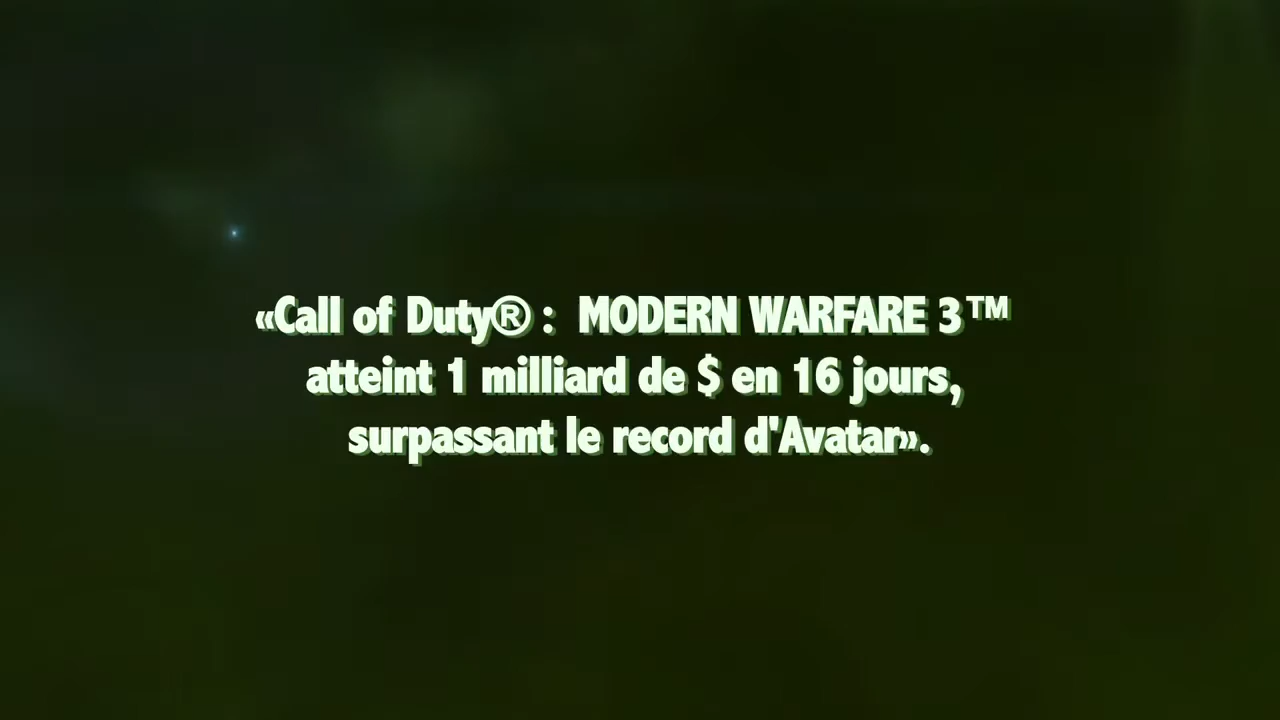 «Call of Duty® :  MODERN WARFARE 3™
atteint 1 milliard de $ en 16 jours,
surpassant le record d'Avatar».